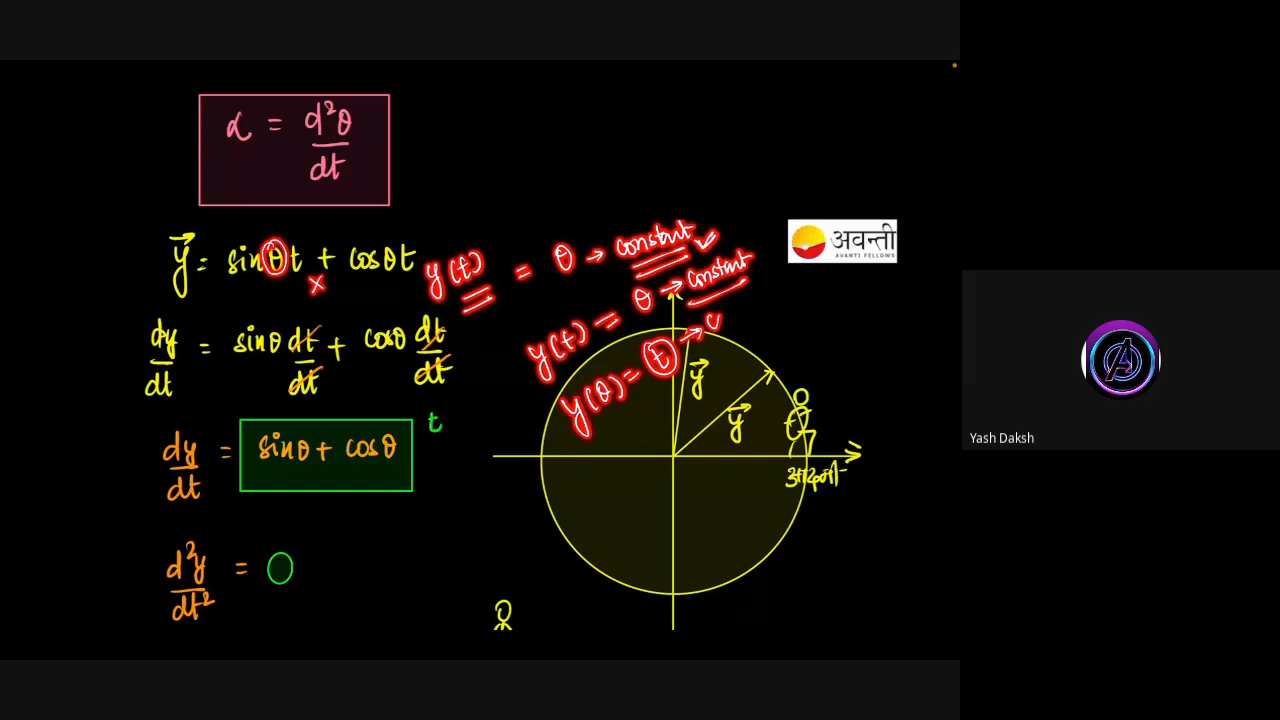 α = d²θ/dt
y⃗ = sinθt + cosθt
x
y(t) = θ → constant ✓
y(t) = θ → constant
y(θ) = t →
dy/dt = sinθ dt/dt + cosθ dt/dt
dy/dt = sinθ + cosθ
t
d²y/dt² = 0
y⃗
y⃗
अवन्ती
AVANTI FELLOWS
Yash Daksh